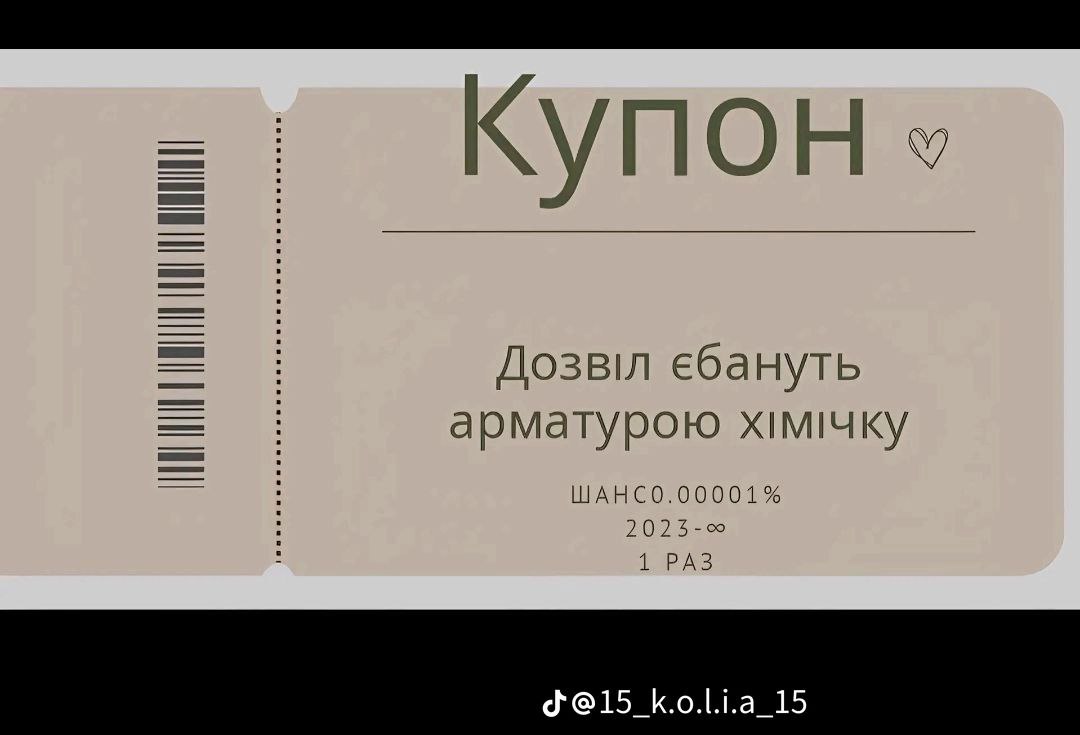 Купон
Дозвіл єбануть
арматурою хімічку
ШАНС0.00001%
2023-∞
1 РАЗ
@15_k.o.l.i.a_15